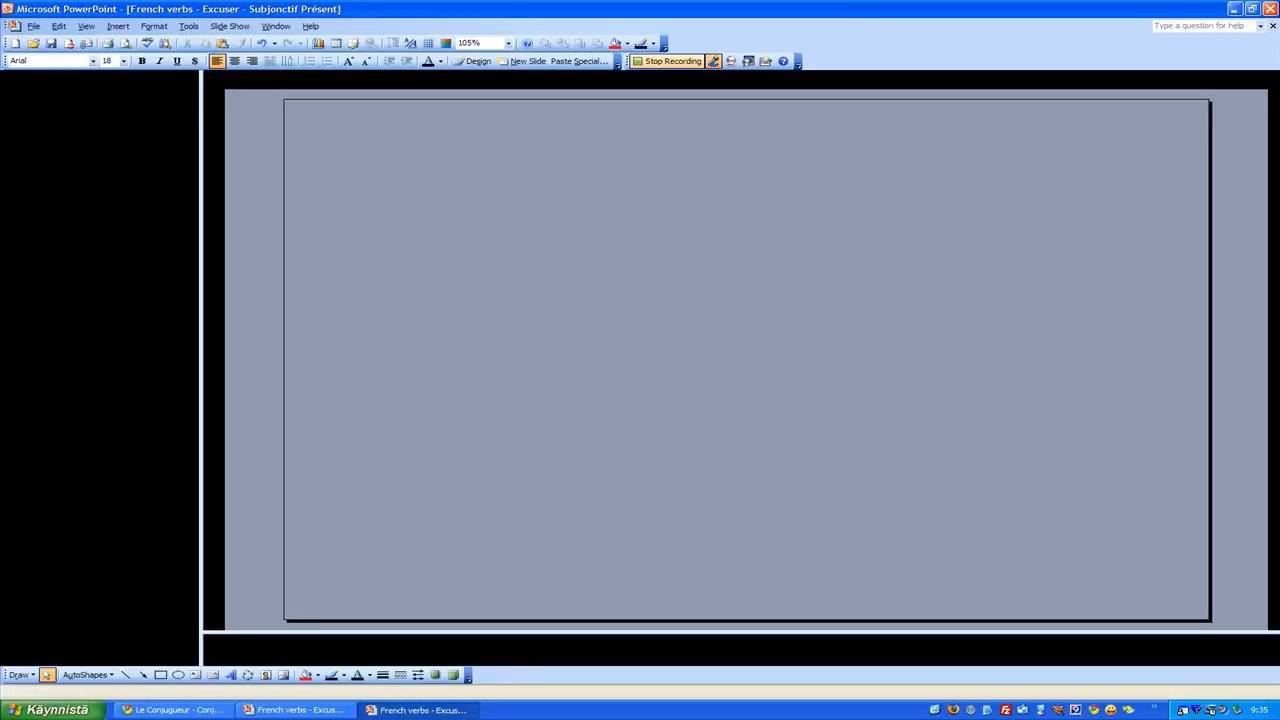 Microsoft PowerPoint - [French verbs - Excuser - Subjonctif Présent]
File Edit View Insert Format Tools Slide Show Window Help
Type a question for help
105%
Arial 18 Design New Slide Paste Special... Stop Recording
Draw AutoShapes
Käynnistä Le Conjugueur - Conj... French verbs - Excus... French verbs - Excus... 9:35